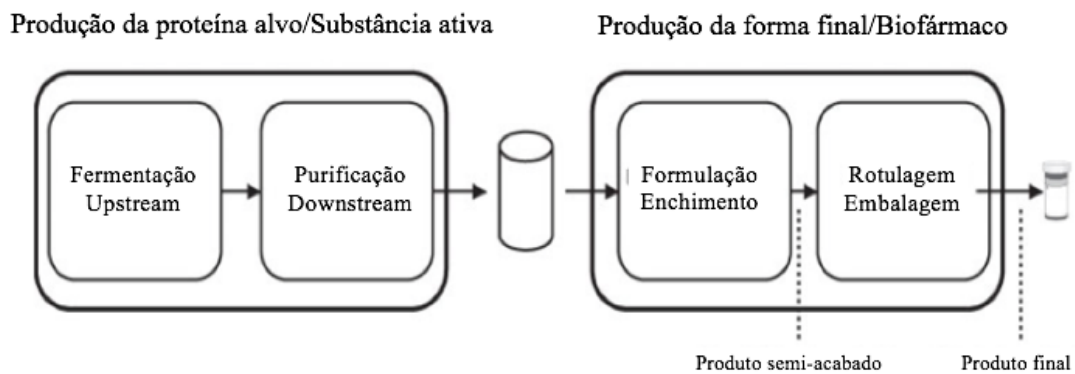 Produção da proteína alvo/Substância ativa
Produção da forma final/Biofármaco
Fermentação
Upstream
Purificação
Downstream
Formulação
Enchimento
Rotulagem
Embalagem
Produto semi-acabado
Produto final